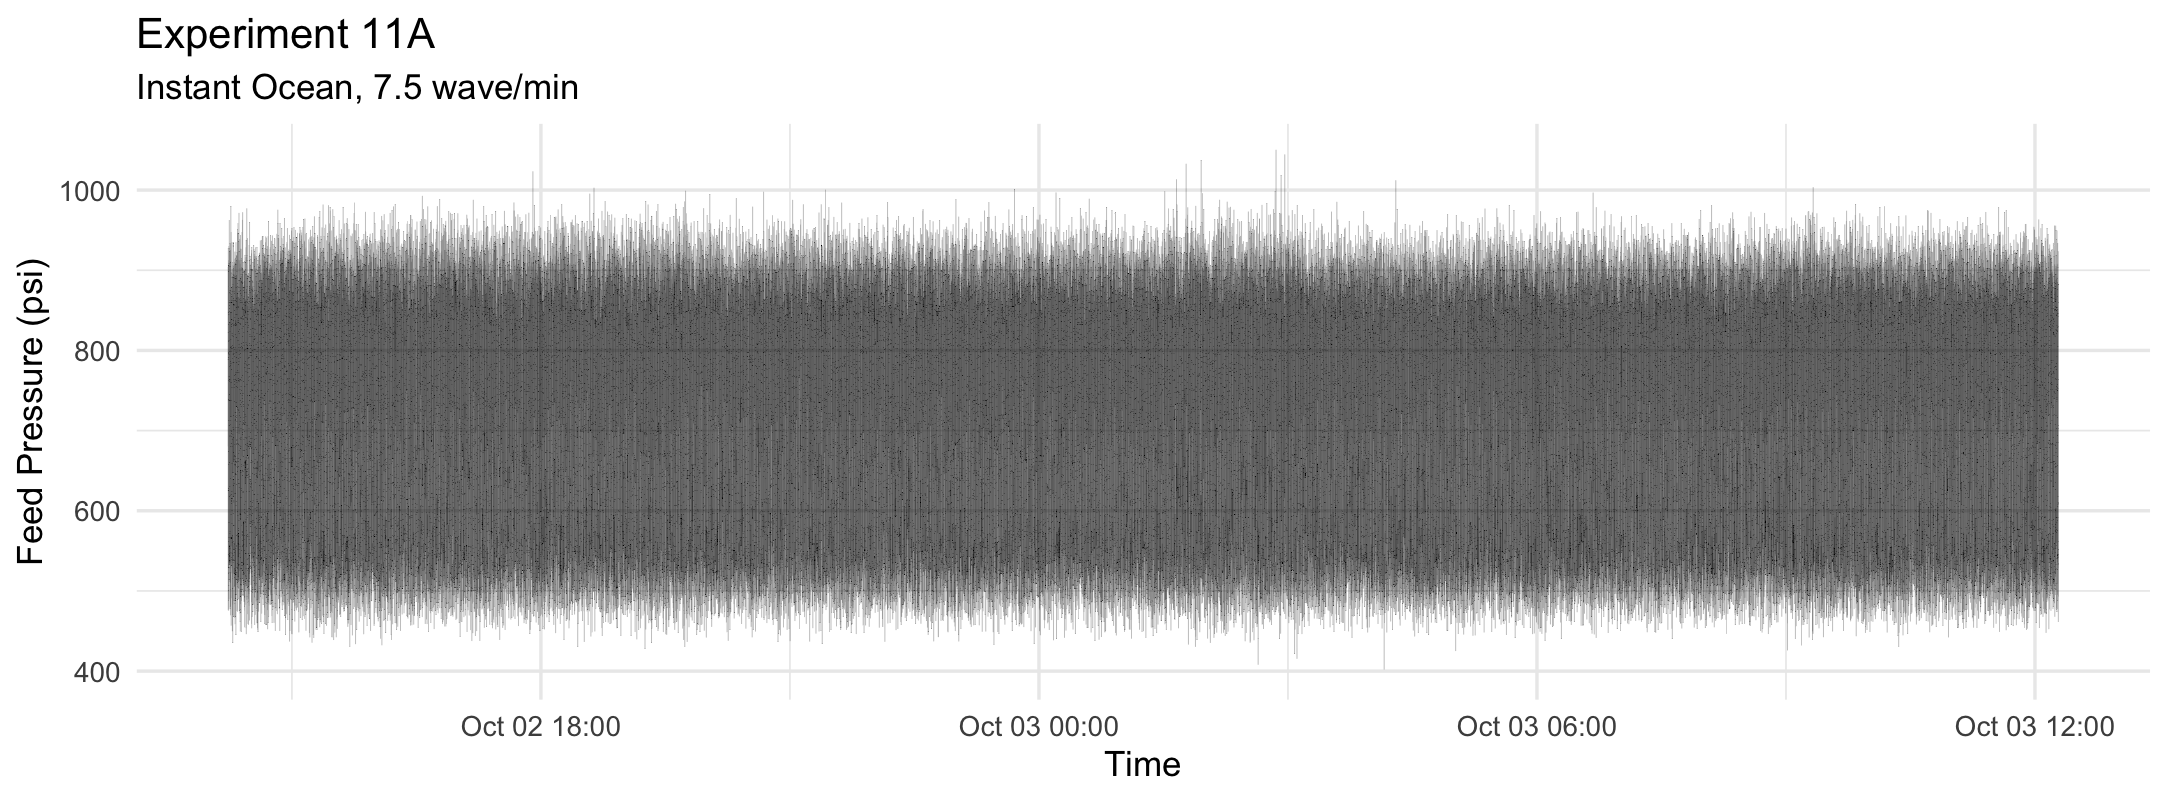 Experiment 11A
Instant Ocean, 7.5 wave/min
Feed Pressure (psi)
1000
800
600
400
Oct 02 18:00 Oct 03 00:00 Oct 03 06:00 Oct 03 12:00
Time